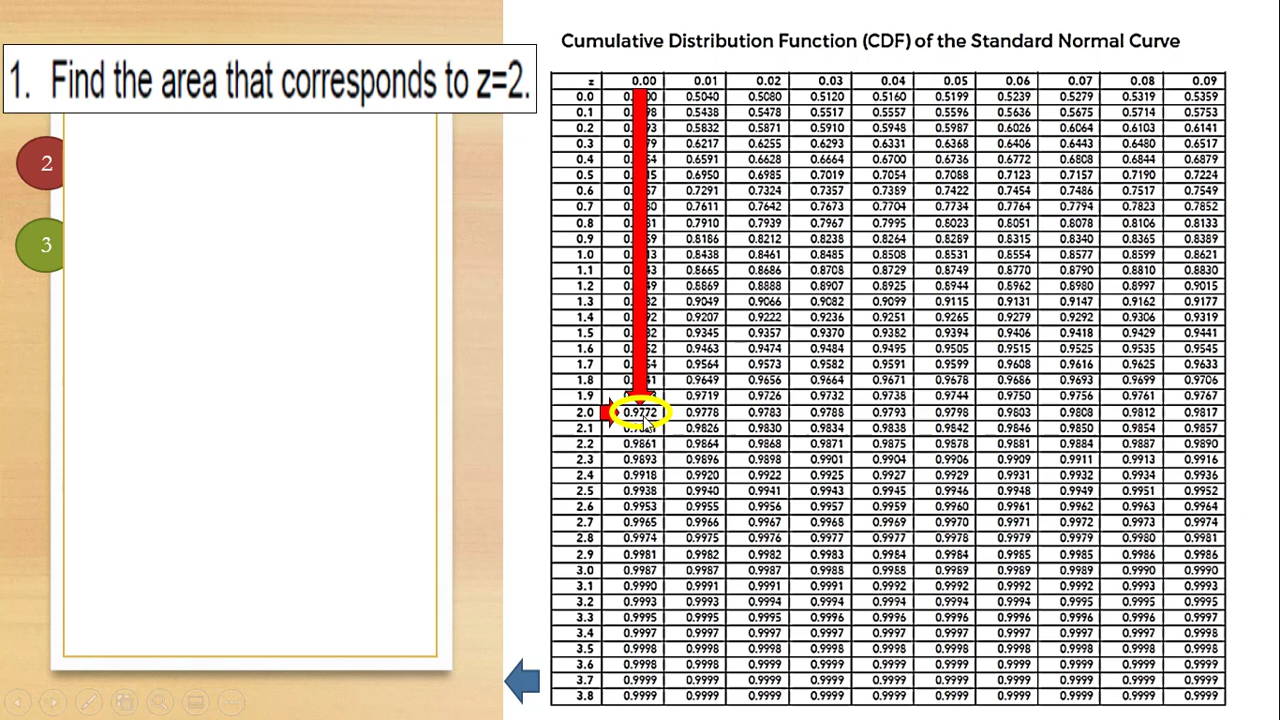 1. Find the area that corresponds to z=2.
2
3
Cumulative Distribution Function (CDF) of the Standard Normal Curve
z 0.00 0.01 0.02 0.03 0.04 0.05 0.06 0.07 0.08 0.09
0.0 0.5040 0.5080 0.5120 0.5160 0.5199 0.5239 0.5279 0.5319 0.5359
0.1 0.5438 0.5478 0.5517 0.5557 0.5596 0.5636 0.5675 0.5714 0.5753
0.2 0.5832 0.5871 0.5910 0.5948 0.5987 0.6026 0.6064 0.6103 0.6141
0.3 0.6217 0.6255 0.6293 0.6331 0.6368 0.6406 0.6443 0.6480 0.6517
0.4 0.6591 0.6628 0.6664 0.6700 0.6736 0.6772 0.6808 0.6844 0.6879
0.5 0.6950 0.6985 0.7019 0.7054 0.7088 0.7123 0.7157 0.7190 0.7224
0.6 0.7291 0.7324 0.7357 0.7389 0.7422 0.7454 0.7486 0.7517 0.7549
0.7 0.7611 0.7642 0.7673 0.7704 0.7734 0.7764 0.7794 0.7823 0.7852
0.8 0.7910 0.7939 0.7967 0.7995 0.8023 0.8051 0.8078 0.8106 0.8133
0.9 0.8186 0.8212 0.8238 0.8264 0.8289 0.8315 0.8340 0.8365 0.8389
1.0 0.8438 0.8461 0.8485 0.8508 0.8531 0.8554 0.8577 0.8599 0.8621
1.1 0.8665 0.8686 0.8708 0.8729 0.8749 0.8770 0.8790 0.8810 0.8830
1.2 0.8869 0.8888 0.8907 0.8925 0.8944 0.8962 0.8980 0.8997 0.9015
1.3 0.9049 0.9066 0.9082 0.9099 0.9115 0.9131 0.9147 0.9162 0.9177
1.4 0.9207 0.9222 0.9236 0.9251 0.9265 0.9279 0.9292 0.9306 0.9319
1.5 0.9345 0.9357 0.9370 0.9382 0.9394 0.9406 0.9418 0.9429 0.9441
1.6 0.9463 0.9474 0.9484 0.9495 0.9505 0.9515 0.9525 0.9535 0.9545
1.7 0.9564 0.9573 0.9582 0.9591 0.9599 0.9608 0.9616 0.9625 0.9633
1.8 0.9649 0.9656 0.9664 0.9671 0.9678 0.9686 0.9693 0.9699 0.9706
1.9 0.9719 0.9726 0.9732 0.9738 0.9744 0.9750 0.9756 0.9761 0.9767
2.0 0.9772 0.9778 0.9783 0.9788 0.9793 0.9798 0.9803 0.9808 0.9812 0.9817
2.1 0.9826 0.9830 0.9834 0.9838 0.9842 0.9846 0.9850 0.9854 0.9857
2.2 0.9861 0.9864 0.9868 0.9871 0.9875 0.9878 0.9881 0.9884 0.9887 0.9890
2.3 0.9893 0.9896 0.9898 0.9901 0.9904 0.9906 0.9909 0.9911 0.9913 0.9916
2.4 0.9918 0.9920 0.9922 0.9925 0.9927 0.9929 0.9931 0.9932 0.9934 0.9936
2.5 0.9938 0.9940 0.9941 0.9943 0.9945 0.9946 0.9948 0.9949 0.9951 0.9952
2.6 0.9953 0.9955 0.9956 0.9957 0.9959 0.9960 0.9961 0.9962 0.9963 0.9964
2.7 0.9965 0.9966 0.9967 0.9968 0.9969 0.9970 0.9971 0.9972 0.9973 0.9974
2.8 0.9974 0.9975 0.9976 0.9977 0.9977 0.9978 0.9979 0.9979 0.9980 0.9981
2.9 0.9981 0.9982 0.9982 0.9983 0.9984 0.9984 0.9985 0.9985 0.9986 0.9986
3.0 0.9987 0.9987 0.9987 0.9988 0.9988 0.9989 0.9989 0.9989 0.9990 0.9990
3.1 0.9990 0.9991 0.9991 0.9991 0.9992 0.9992 0.9992 0.9992 0.9993 0.9993
3.2 0.9993 0.9993 0.9994 0.9994 0.9994 0.9994 0.9994 0.9995 0.9995 0.9995
3.3 0.9995 0.9995 0.9995 0.9996 0.9996 0.9996 0.9996 0.9996 0.9996 0.9997
3.4 0.9997 0.9997 0.9997 0.9997 0.9997 0.9997 0.9997 0.9997 0.9997 0.9998
3.5 0.9998 0.9998 0.9998 0.9998 0.9998 0.9998 0.9998 0.9998 0.9998 0.9998
3.6 0.9998 0.9998 0.9999 0.9999 0.9999 0.9999 0.9999 0.9999 0.9999 0.9999
3.7 0.9999 0.9999 0.9999 0.9999 0.9999 0.9999 0.9999 0.9999 0.9999 0.9999
3.8 0.9999 0.9999 0.9999 0.9999 0.9999 0.9999 0.9999 0.9999 0.9999 0.9999